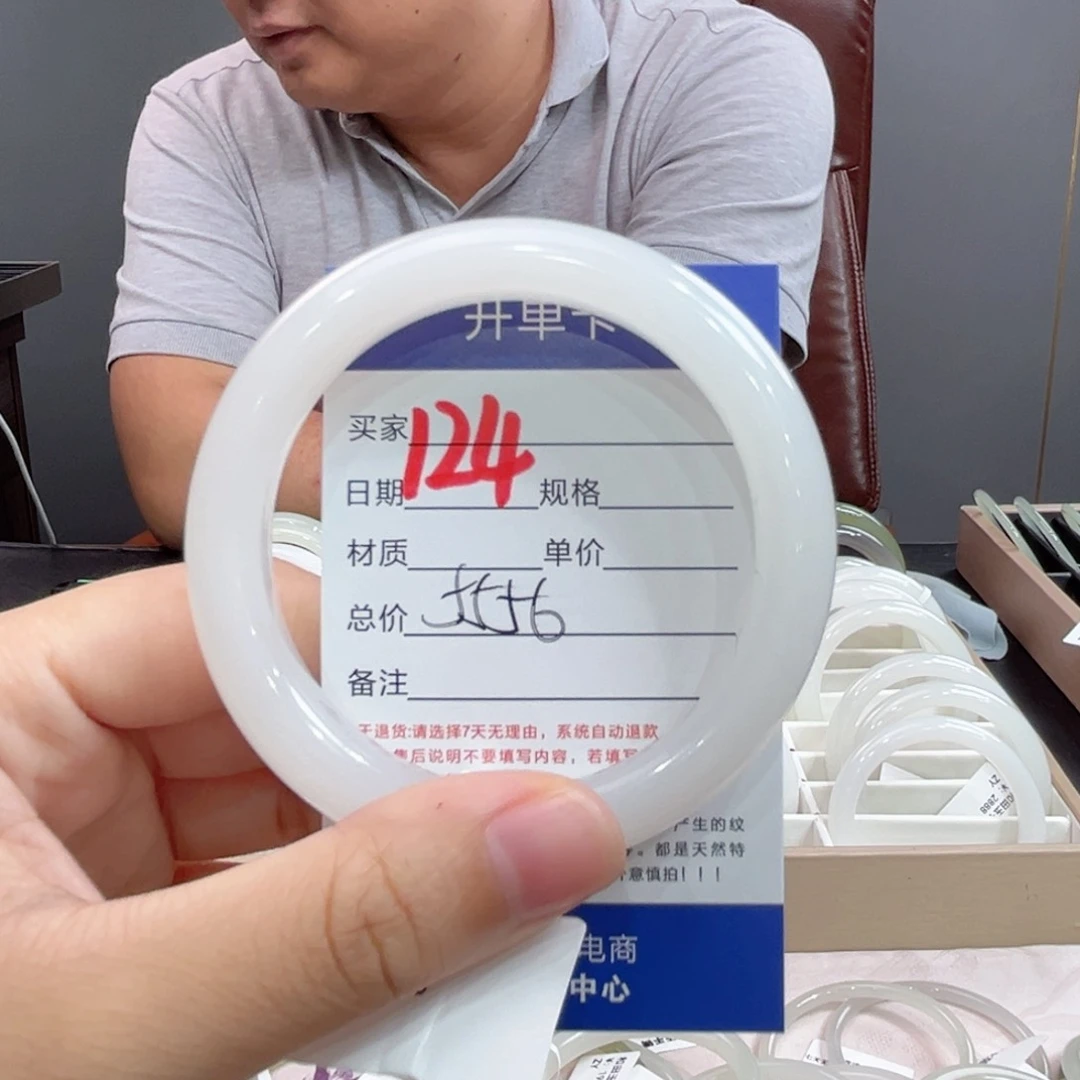 开单卡
买家 124
日期 规格
材质 单价
总价 5556
备注
退货:请选择7天无理由，系统自动退款
售后说明不要填写内容，若填写
产生的纹
都是天然特
意慎拍！！！
电商
中心
2888